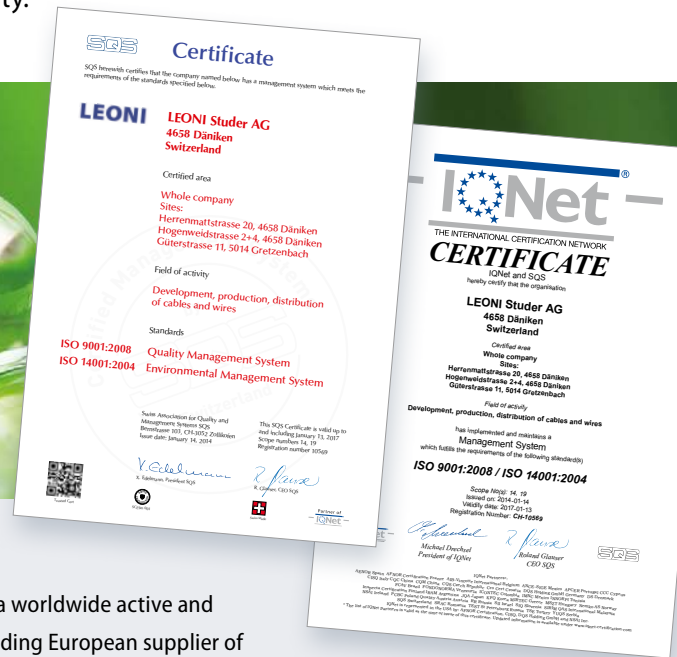 ty.
SQS
Certificate
SQS herewith certifies that the company named below has a management system which meets the
requirements of the standards specified below.
LEONI
LEONI Studer AG
4658 Däniken
Switzerland
Certified area
Whole company
Sites:
Herrenmattstrasse 20, 4658 Däniken
Hogenweidstrasse 2+4, 4658 Däniken
Güterstrasse 11, 5014 Gretzenbach
Field of activity
Development, production, distribution
of cables and wires
Standards
ISO 9001:2008 Quality Management System
ISO 14001:2004 Environmental Management System
Swiss Association for Quality and
Management Systems SQS
Bernstrasse 103, CH-3052 Zollikofen
Issue date: January 14, 2014
This SQS Certificate is valid up to
and including January 13, 2017
Scope numbers 14, 19
Registration number 10569
X. Edelmann, President SQS
R. Glauser, CEO SQS
Swiss Made
Partner of
IQNet
IQNet ®
THE INTERNATIONAL CERTIFICATION NETWORK
CERTIFICATE
IQNet and SQS
hereby certify that the organisation
LEONI Studer AG
4658 Däniken
Switzerland
Certified area
Whole company
Sites:
Herrenmattstrasse 20, 4658 Däniken
Hogenweidstrasse 2+4, 4658 Däniken
Güterstrasse 11, 5014 Gretzenbach
Field of activity
Development, production, distribution of cables and wires
has implemented and maintains a
Management System
which fulfills the requirements of the following standard(s)
ISO 9001:2008 / ISO 14001:2004
Scope No(s): 14, 19
Issued on: 2014-01-14
Validity date: 2017-01-13
Registration Number: CH-10569
Michael Drechsel
President of IQNet
Roland Glauser
CEO SQS
SQS
IQNet Partners*:
a worldwide active and
ding European supplier of